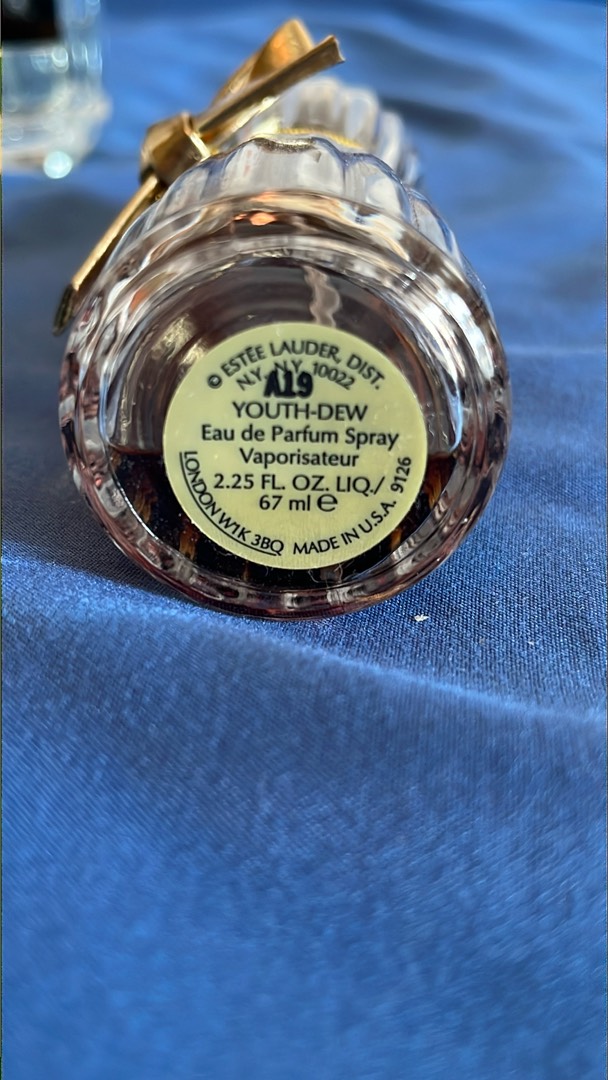 © ESTĒE LAUDER, DIST.
N.Y. N.Y. 10022
A19
YOUTH-DEW
Eau de Parfum Spray
Vaporisateur
2.25 FL. OZ. LIQ./
67 ml ℮
LONDON W1K 3BQ MADE IN U.S.A. 9126